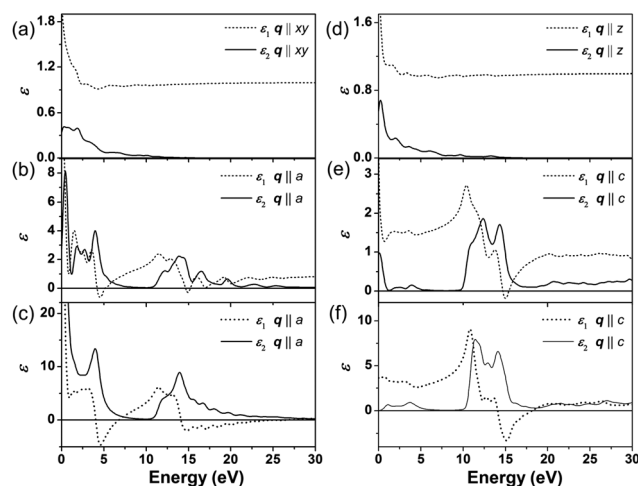 (a)
ε₁ q || xy
ε₂ q || xy
1.8
1.2
0.6
0.0
ε
(b)
ε₁ q || a
ε₂ q || a
8
6
4
2
0
ε
(c)
ε₁ q || a
ε₂ q || a
20
10
0
ε
0 5 10 15 20 25 30
Energy (eV)
(d)
ε₁ q || z
ε₂ q || z
1.6
0.8
0.0
ε
(e)
ε₁ q || c
ε₂ q || c
3
2
1
0
ε
(f)
ε₁ q || c
ε₂ q || c
10
5
0
ε
0 5 10 15 20 25 30
Energy (eV)